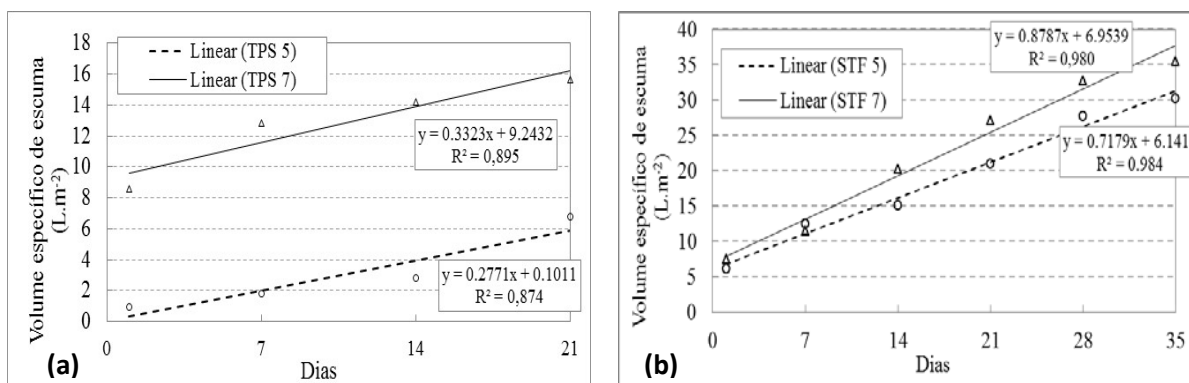 Volume específico de escuma
(L.m-2)
18
16
14
12
10
8
6
4
2
0
Linear (TPS 5)
Linear (TPS 7)
y = 0.3323x + 9.2432
R² = 0,895
y = 0.2771x + 0.1011
R² = 0,874
0 7 14 21
(a) Dias
Volume específico de escuma
(L.m-2)
40
35
30
25
20
15
10
5
0
y = 0.8787x + 6.9539
R² = 0,980
Linear (STF 5)
Linear (STF 7)
y = 0.7179x + 6.141
R² = 0.984
0 7 14 21 28 35
(b) Dias